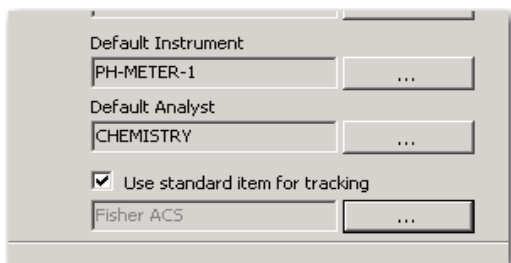 Default Instrument
PH-METER-1 ...
Default Analyst
CHEMISTRY ...
Use standard item for tracking
Fisher ACS ...